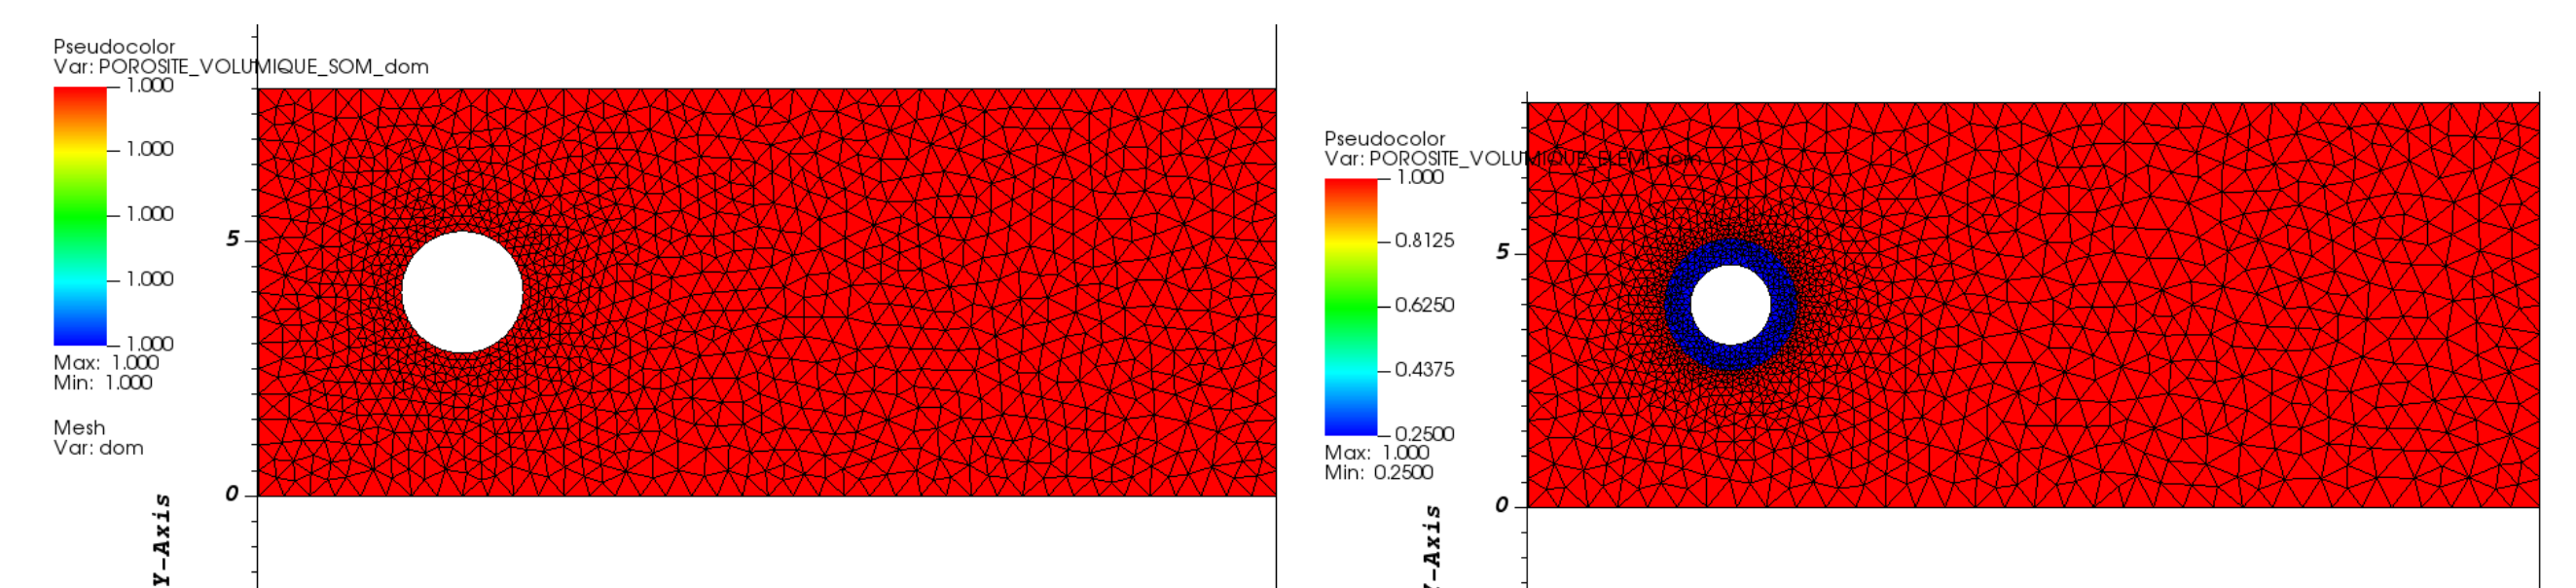 Pseudocolor
Var: POROSITE_VOLUMIQUE_SOM_dom
1.000
1.000
1.000
1.000
1.000
Max: 1.000
Min: 1.000
Mesh
Var: dom
5
0
Y-Axis
Pseudocolor
Var: POROSITE_VOLUMIQUE_ELEM_dom
1.000
0.8125
0.6250
0.4375
0.2500
Max: 1.000
Min: 0.2500
5
0
Y-Axis